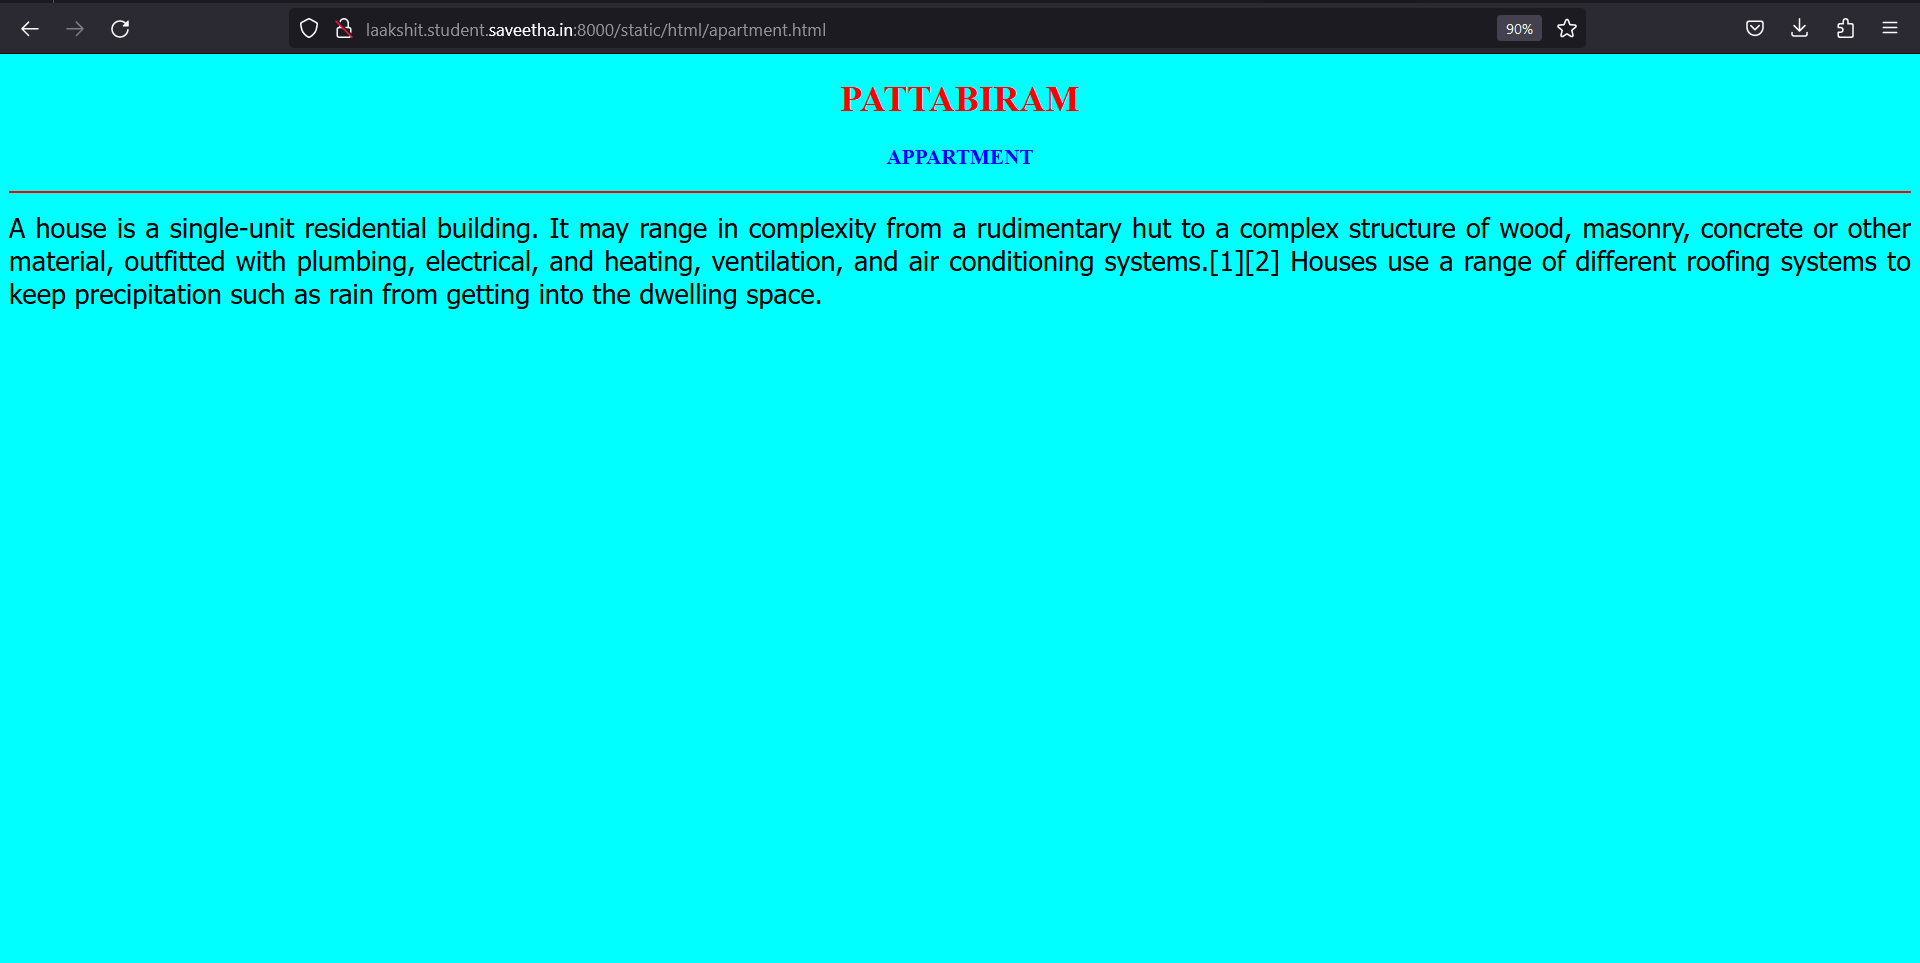 laakshit.student.saveetha.in:8000/static/html/apartment.html
90%
PATTABIRAM
APPARTMENT
A house is a single-unit residential building. It may range in complexity from a rudimentary hut to a complex structure of wood, masonry, concrete or other
material, outfitted with plumbing, electrical, and heating, ventilation, and air conditioning systems.[1][2] Houses use a range of different roofing systems to
keep precipitation such as rain from getting into the dwelling space.